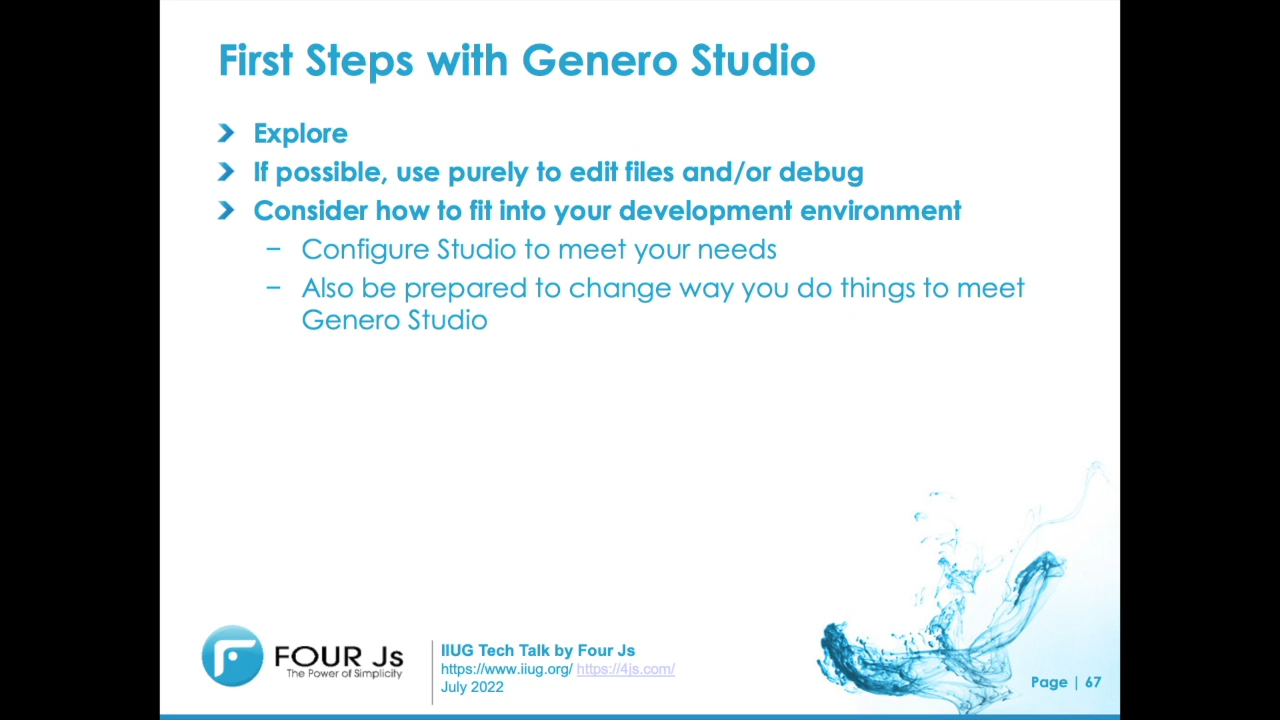 First Steps with Genero Studio
Explore
If possible, use purely to edit files and/or debug
Consider how to fit into your development environment
– Configure Studio to meet your needs
– Also be prepared to change way you do things to meet
Genero Studio
FOUR Js
The Power of Simplicity
IIUG Tech Talk by Four Js
https://www.iiug.org/ https://4js.com/
July 2022
Page | 67